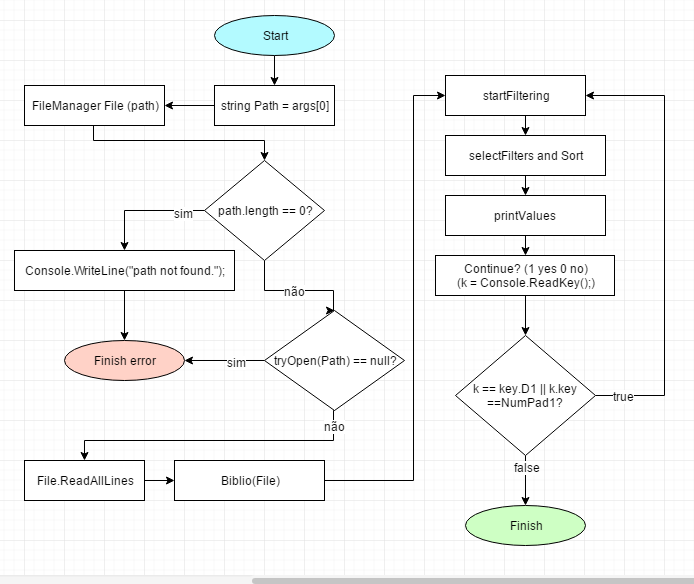 Start
string Path = args[0]
FileManager File (path)
path.length == 0?
sim
Console.WriteLine("path not found.");
não
tryOpen(Path) == null?
sim
Finish error
não
File.ReadAllLines
Biblio(File)
startFiltering
selectFilters and Sort
printValues
Continue? (1 yes 0 no)
(k = Console.ReadKey();)
k == key.D1 || k.key
==NumPad1?
true
false
Finish